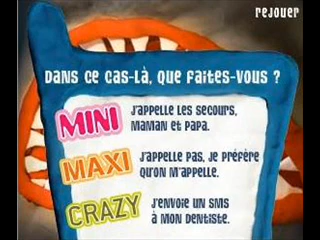 REJOUER
DANS CE CAS-LÀ, QUE FAITES-VOUS ?
MINI
J'APPELLE LES SECOURS,
MAMAN ET PAPA.
MAXI
J'APPELLE PAS, JE PRÉFÈRE
QU'ON M'APPELLE.
CRAZY
J'ENVOIE UN SMS
À MON DENTISTE.